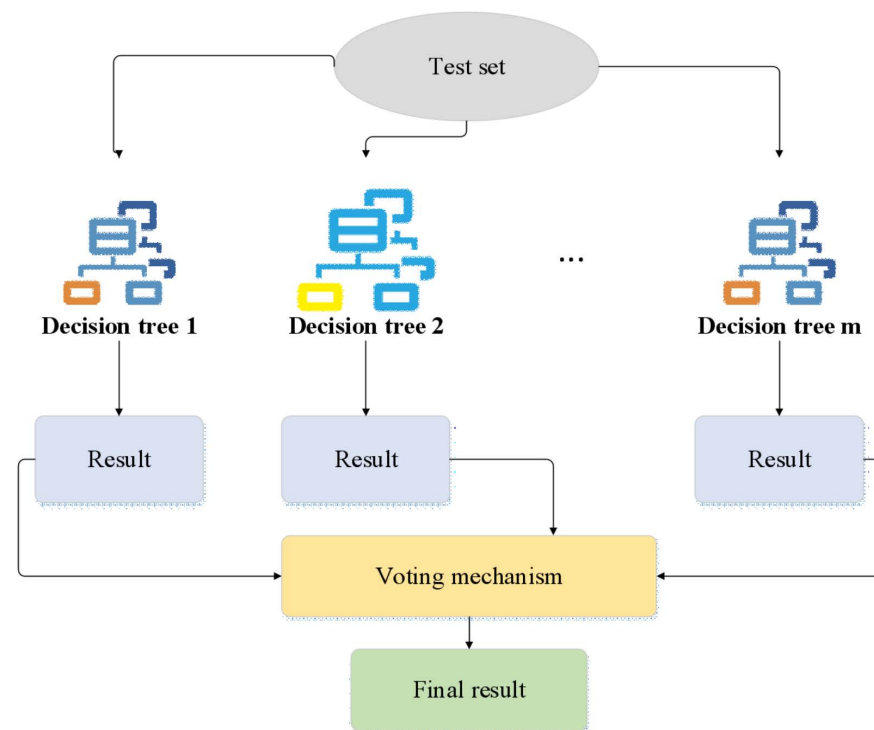 Test set
...
Decision tree 1
Decision tree 2
Decision tree m
Result
Result
Result
Voting mechanism
Final result